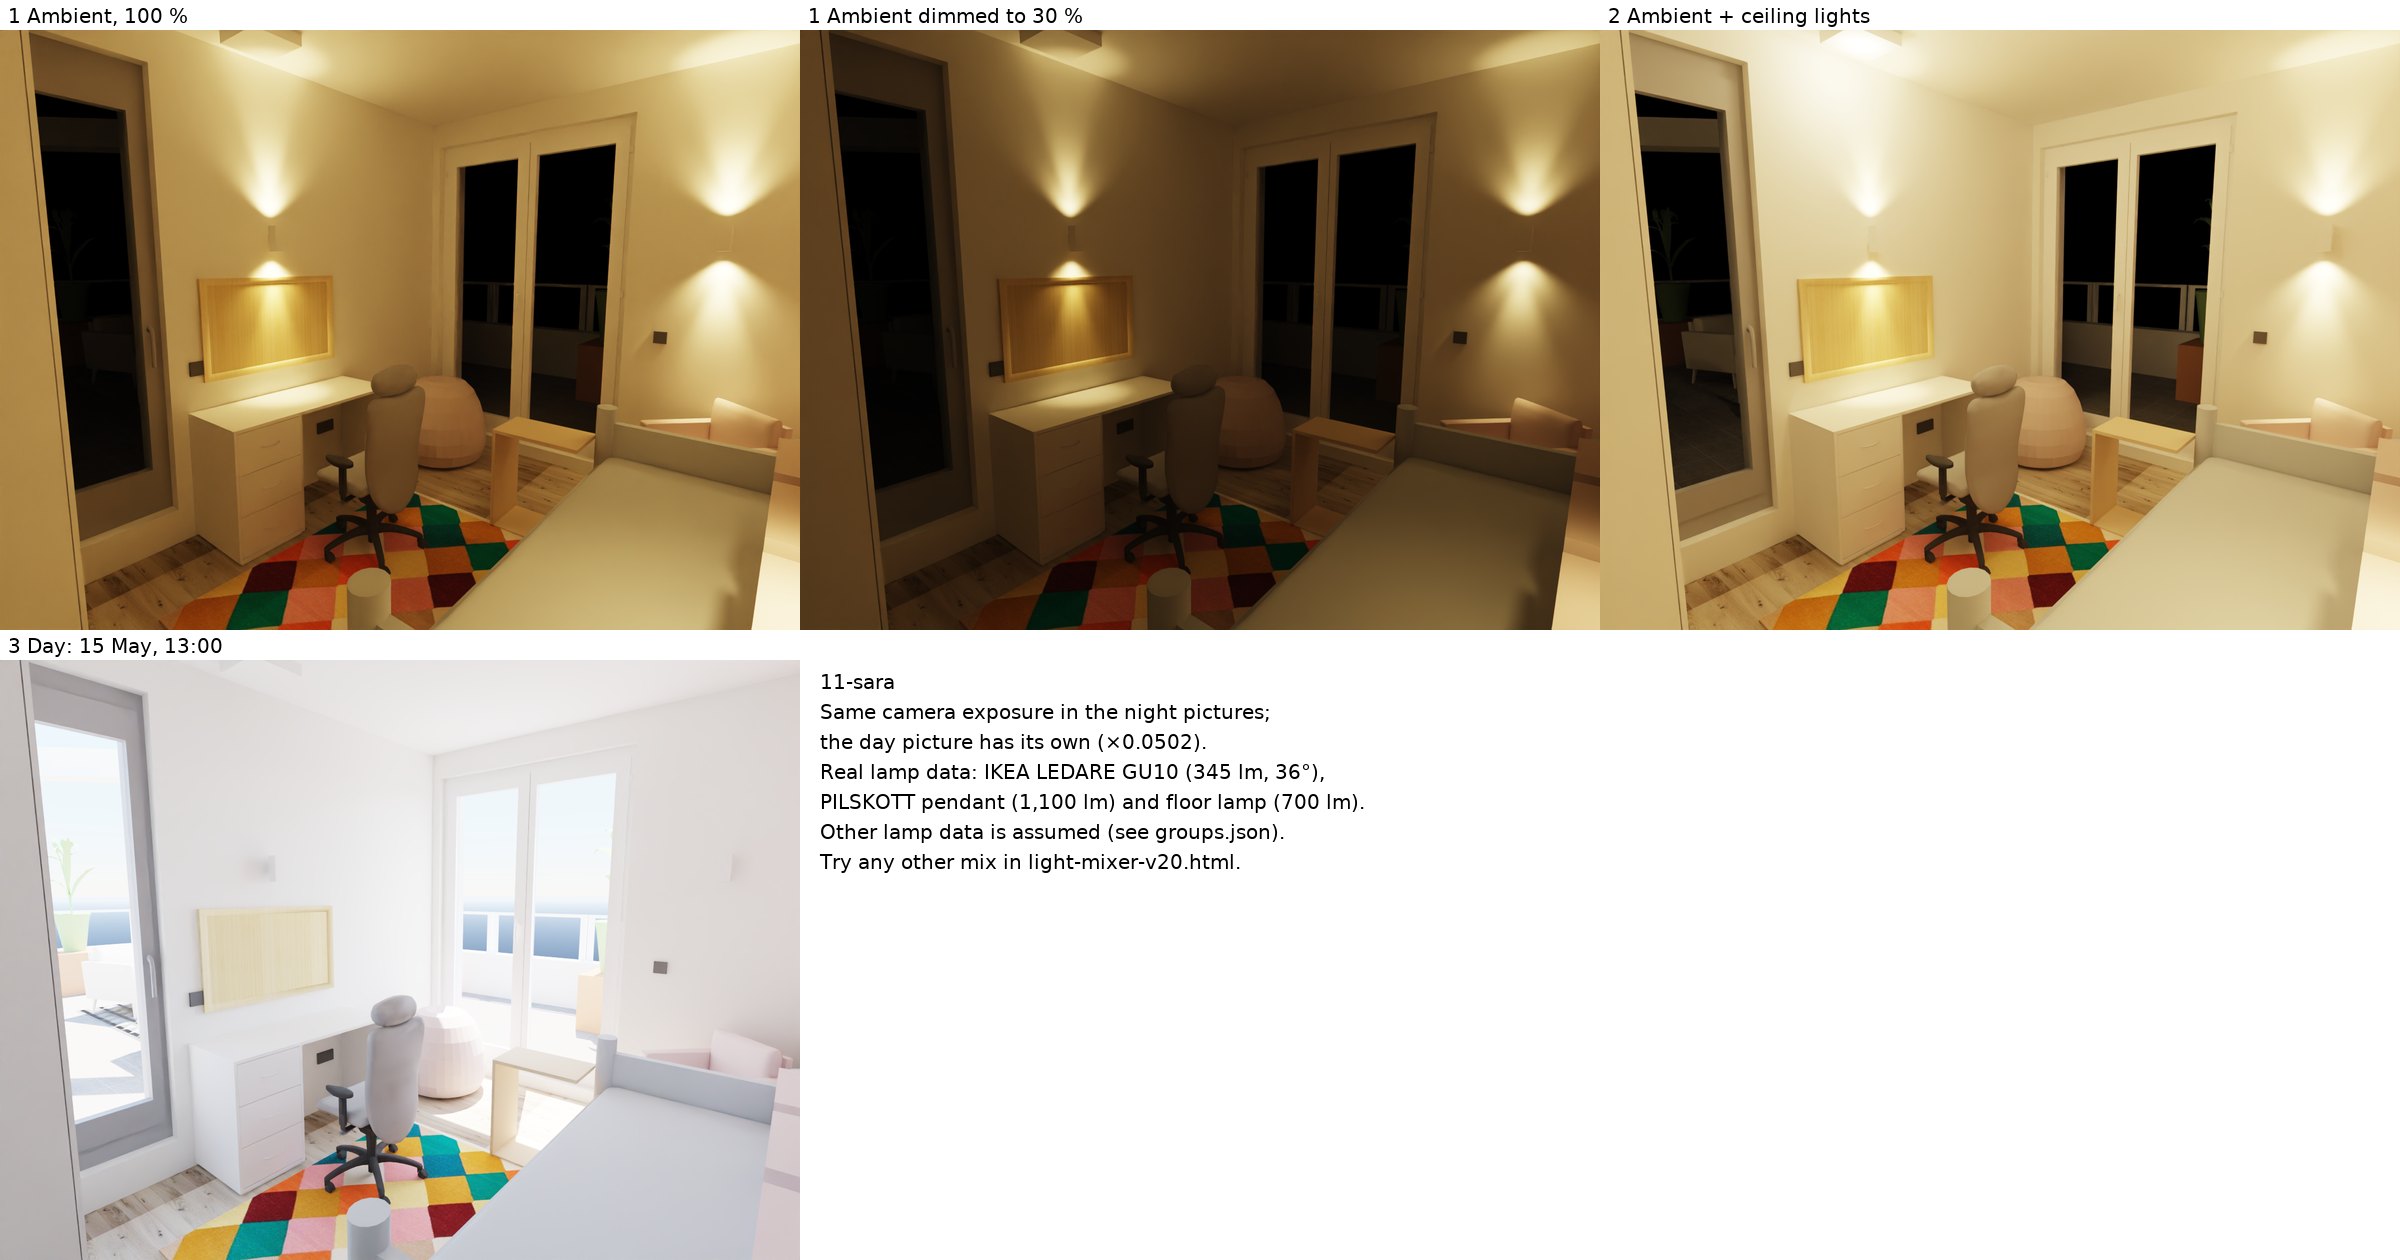 1 Ambient, 100 %
1 Ambient dimmed to 30 %
2 Ambient + ceiling lights
3 Day: 15 May, 13:00
11-sara
Same camera exposure in the night pictures;
the day picture has its own (×0.0502).
Real lamp data: IKEA LEDARE GU10 (345 lm, 36°),
PILSKOTT pendant (1,100 lm) and floor lamp (700 lm).
Other lamp data is assumed (see groups.json).
Try any other mix in light-mixer-v20.html.